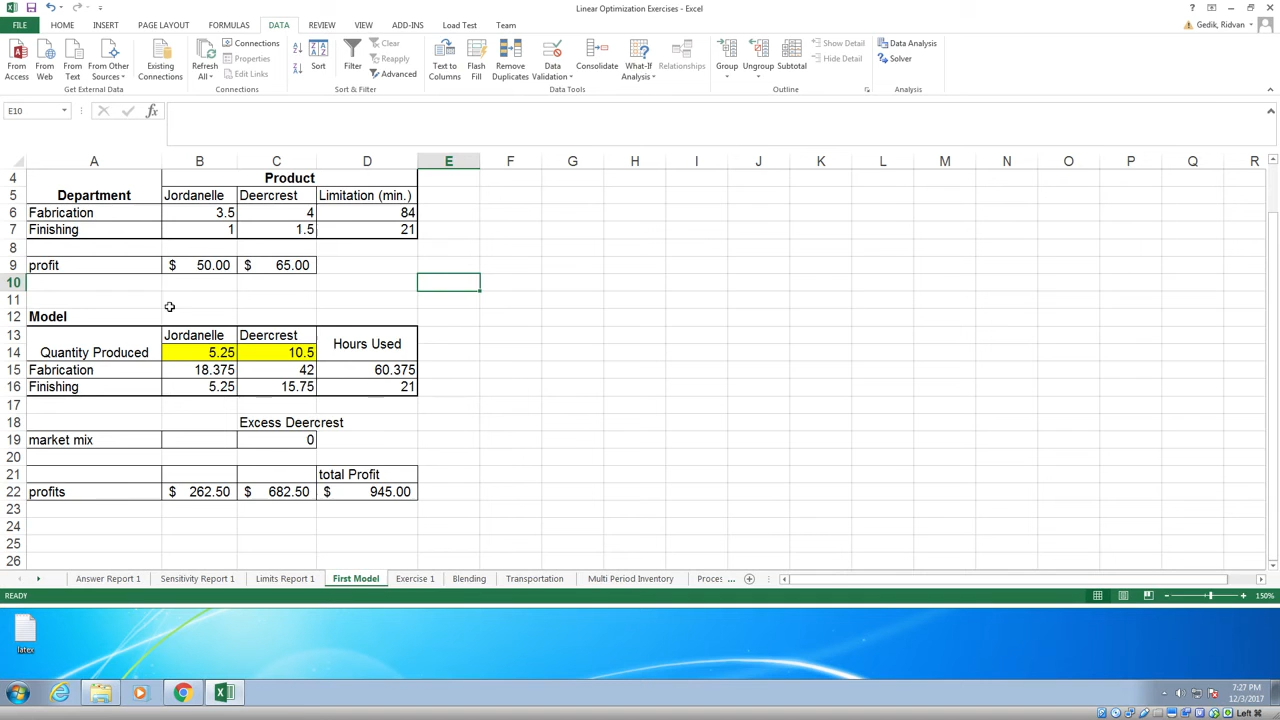 Linear Optimization Exercises - Excel
FILE HOME INSERT PAGE LAYOUT FORMULAS DATA REVIEW VIEW ADD-INS Load Test Team
Gedik, Ridvan
From Access
From Web
From Text
From Other Sources
Existing Connections
Get External Data
Refresh All
Connections
Properties
Edit Links
Connections
Sort
Filter
Clear
Reapply
Advanced
Sort & Filter
Text to Columns
Flash Fill
Remove Duplicates
Data Validation
Consolidate
What-If Analysis
Relationships
Data Tools
Group
Ungroup
Subtotal
Show Detail
Hide Detail
Outline
Data Analysis
Solver
Analysis
E10
fx
A B C D E F G H I J K L M N O P Q R
4 Product
5 Department Jordanelle Deercrest Limitation (min.)
6 Fabrication 3.5 4 84
7 Finishing 1 1.5 21
8
9 profit $ 50.00 $ 65.00
10
11
12 Model
13 Jordanelle Deercrest Hours Used
14 Quantity Produced 5.25 10.5
15 Fabrication 18.375 42 60.375
16 Finishing 5.25 15.75 21
17
18 Excess Deercrest
19 market mix 0
20
21 total Profit
22 profits $ 262.50 $ 682.50 $ 945.00
23
24
25
26
Answer Report 1 Sensitivity Report 1 Limits Report 1 First Model Exercise 1 Blending Transportation Multi Period Inventory Proces ...
READY 150%
latex
7:27 PM
12/3/2017
Left ⌘